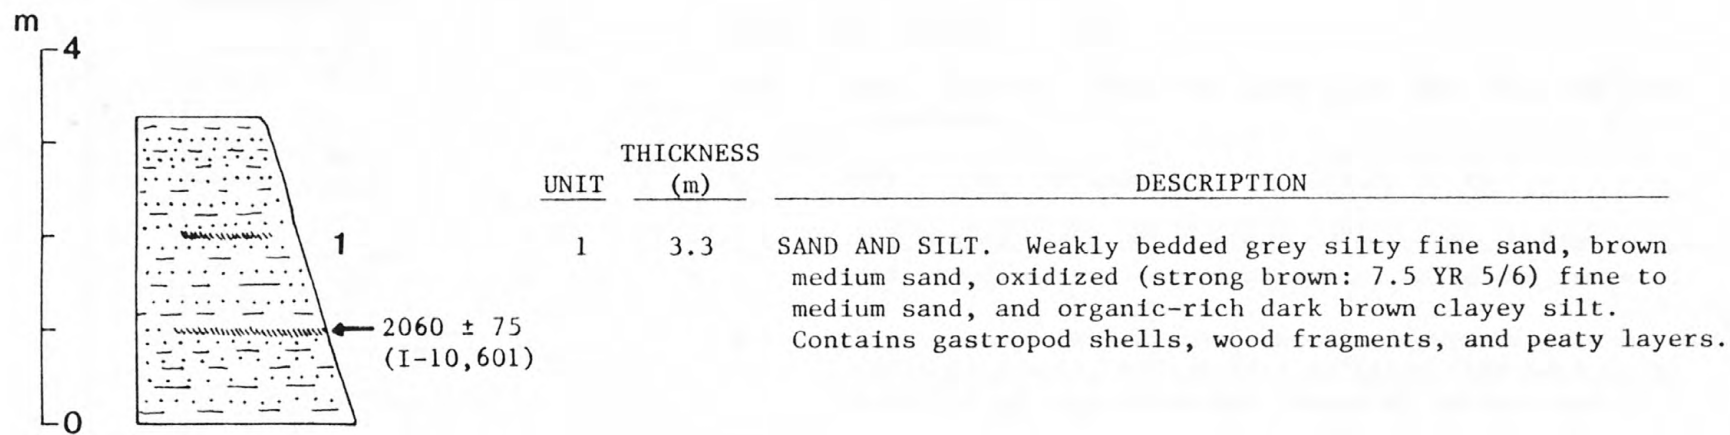 m
4
THICKNESS
UNIT (m) DESCRIPTION
1 1 3.3 SAND AND SILT. Weakly bedded grey silty fine sand, brown
medium sand, oxidized (strong brown: 7.5 YR 5/6) fine to
medium sand, and organic-rich dark brown clayey silt.
2060 ± 75 Contains gastropod shells, wood fragments, and peaty layers.
(I-10,601)
0